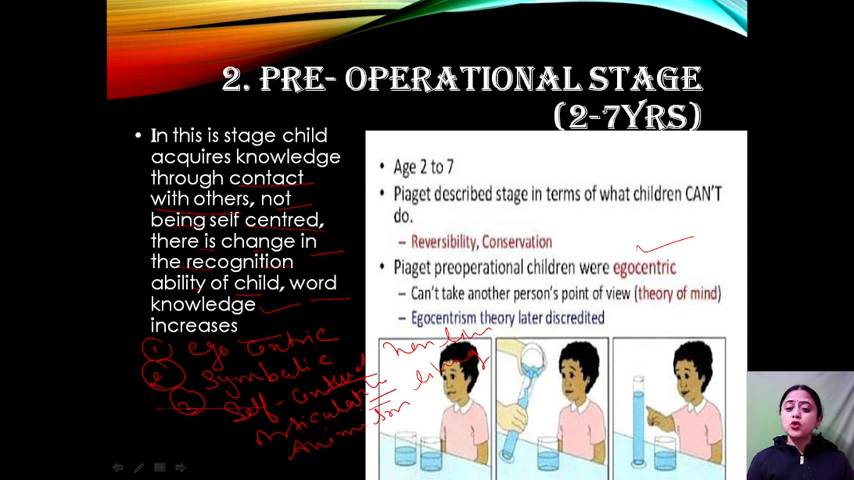 2. PRE- OPERATIONAL STAGE
(2-7YRS)
• In this is stage child
acquires knowledge
through contact
with others, not
being self centred,
there is change in
the recognition
ability of child, word
knowledge
increases
• Age 2 to 7
• Piaget described stage in terms of what children CAN'T
do.
– Reversibility, Conservation
• Piaget preoperational children were egocentric
– Can't take another person's point of view (theory of mind)
– Egocentrism theory later discredited
① ego centric
② Symbolic
③ Self-centred